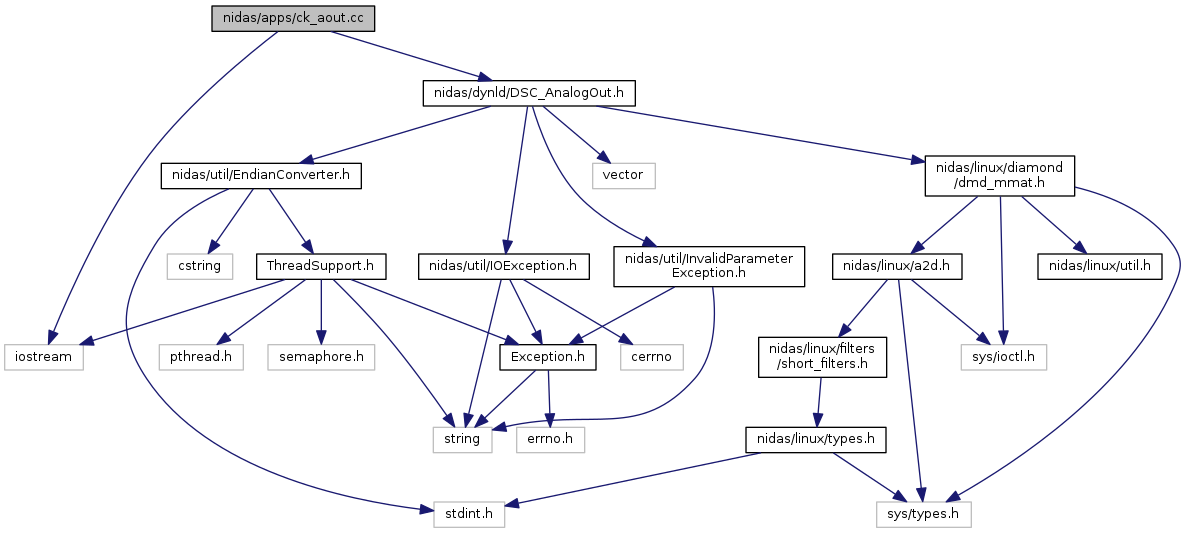 nidas/apps/ck_aout.cc
nidas/dynld/DSC_AnalogOut.h
nidas/util/EndianConverter.h
vector
nidas/linux/diamond
/dmd_mmat.h
cstring
ThreadSupport.h
nidas/util/IOException.h
nidas/util/InvalidParameter
Exception.h
nidas/linux/a2d.h
nidas/linux/util.h
iostream
pthread.h
semaphore.h
Exception.h
cerrno
nidas/linux/filters
/short_filters.h
sys/ioctl.h
string
errno.h
nidas/linux/types.h
stdint.h
sys/types.h